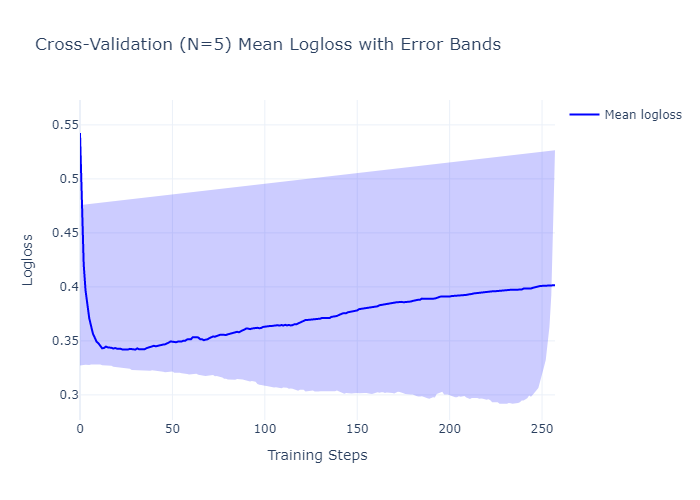 Cross-Validation (N=5) Mean Logloss with Error Bands
Mean logloss
0.55
0.5
0.45
0.4
0.35
0.3
Logloss
0 50 100 150 200 250
Training Steps